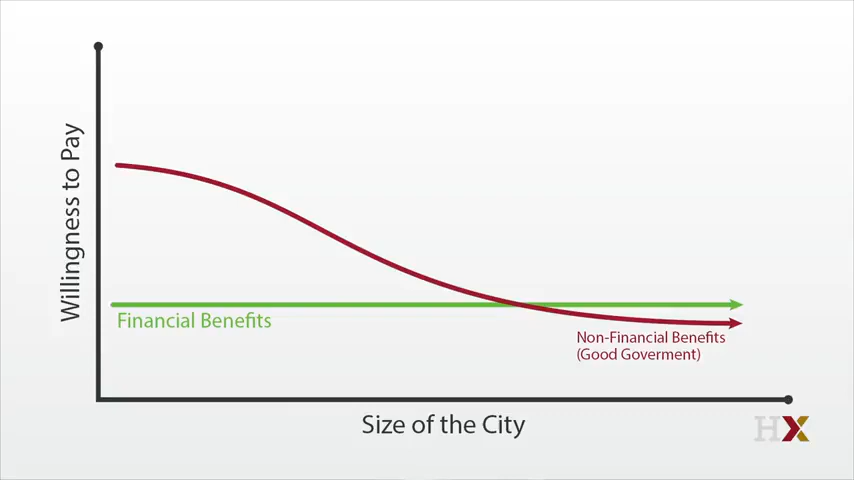 Willingness to Pay
Financial Benefits
Non-Financial Benefits
(Good Goverment)
Size of the City
HX